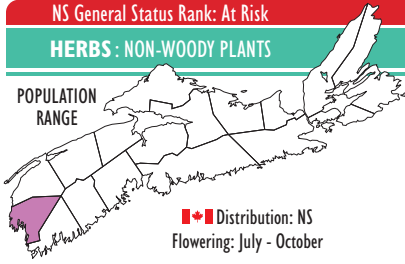 NS General Status Rank: At Risk
HERBS : NON-WOODY PLANTS
POPULATION
RANGE
Distribution: NS
Flowering: July - October